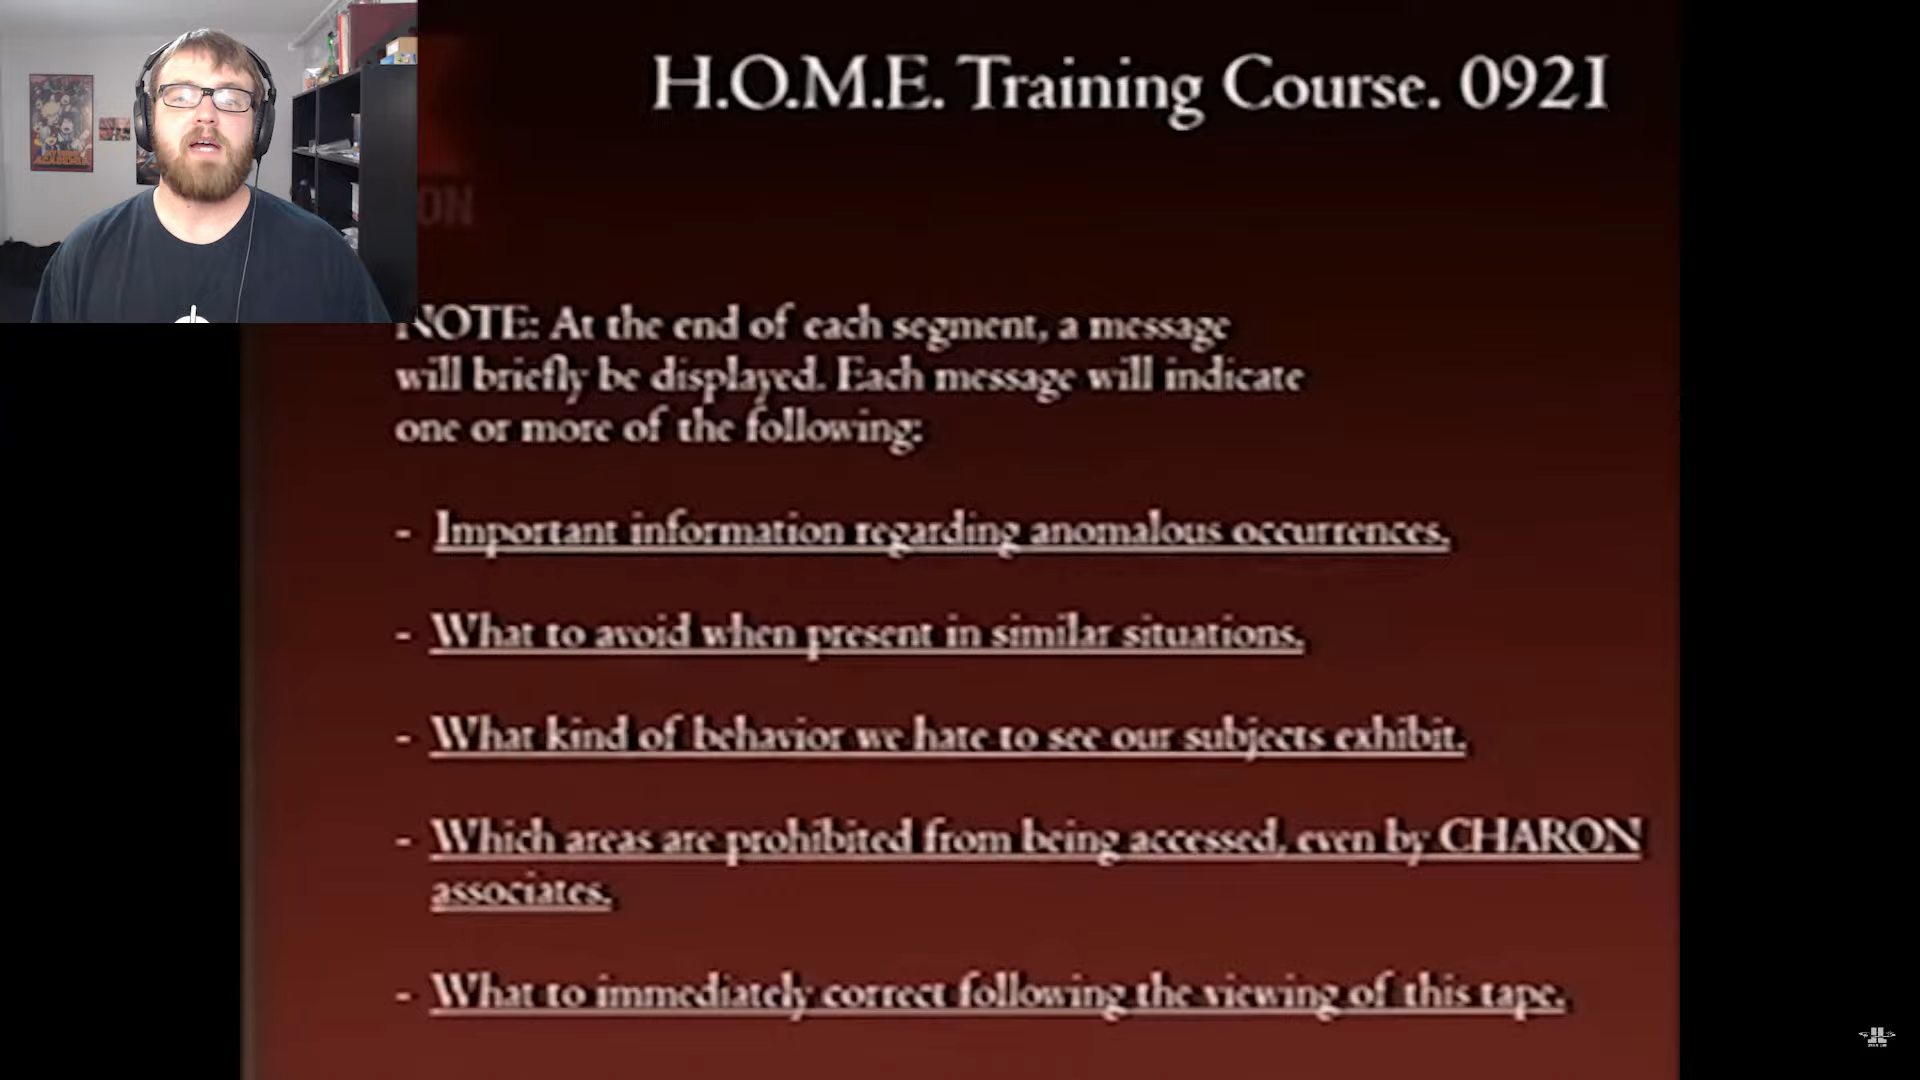 H.O.M.E. Training Course. 0921
ON
NOTE: At the end of each segment, a message
will briefly be displayed. Each message will indicate
one or more of the following:
- Important information regarding anomalous occurrences.
- What to avoid when present in similar situations.
- What kind of behavior we hate to see our subjects exhibit.
- Which areas are prohibited from being accessed, even by CHARON
associates.
- What to immediately correct following the viewing of this tape.